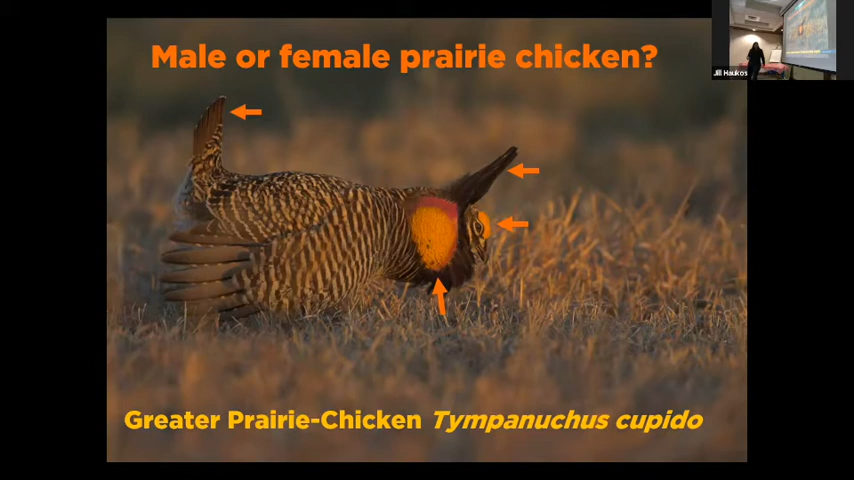 Male or female prairie chicken?
Jill Haukos
Greater Prairie-Chicken Tympanuchus cupido